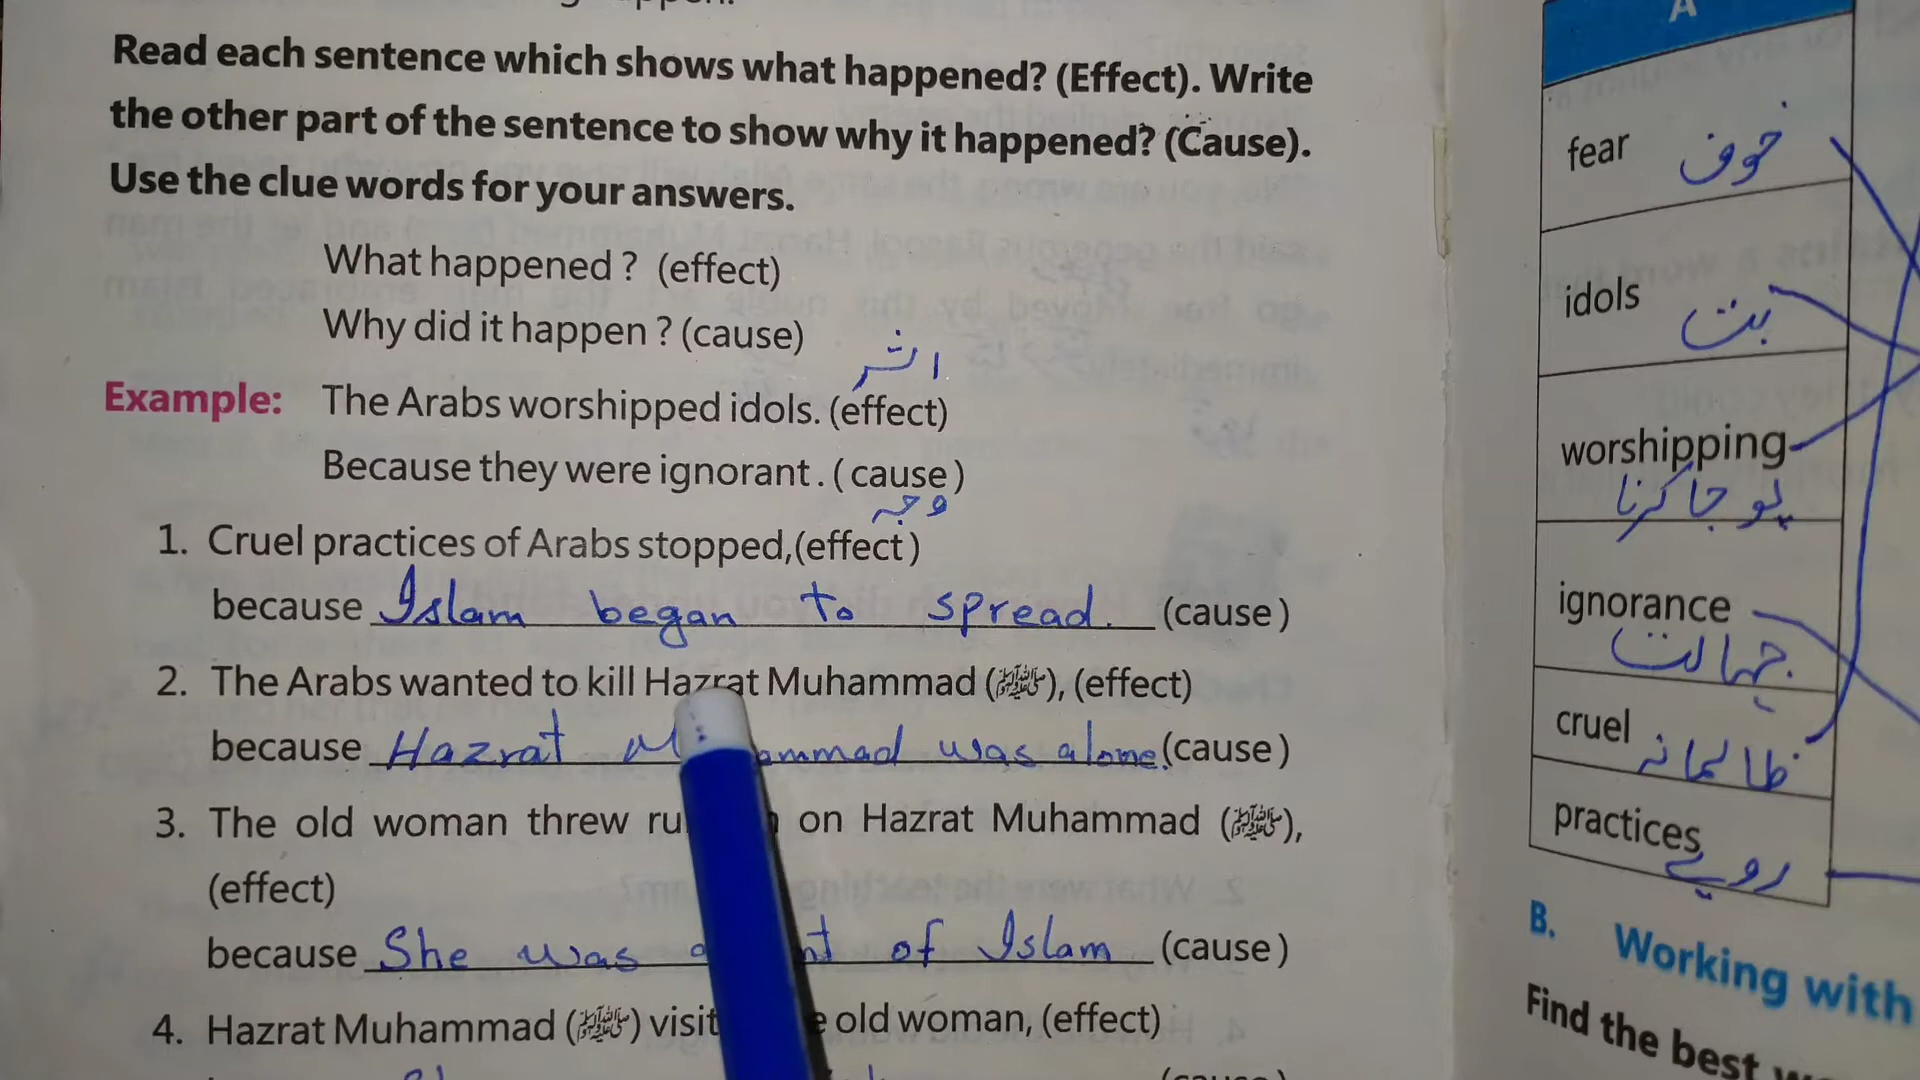 Read each sentence which shows what happened? (Effect). Write
the other part of the sentence to show why it happened? (Cause).
Use the clue words for your answers.
What happened ? (effect)
Why did it happen ? (cause)
اثر
Example: The Arabs worshipped idols. (effect)
Because they were ignorant. ( cause )
وجہ
1. Cruel practices of Arabs stopped,(effect )
because Islam began to spread. (cause )
2. The Arabs wanted to kill Hazrat Muhammad (ﷺ), (effect)
because Hazrat was alone. (cause )
3. The old woman threw on Hazrat Muhammad (ﷺ),
(effect)
because She was of Islam (cause )
4. Hazrat Muhammad (ﷺ) old woman, (effect)
A
fear خوف
idols بت
worshipping
پوجا کرنا
ignorance
جہالت
cruel ظالمانہ
practices
رویے
B. Working with
Find the best